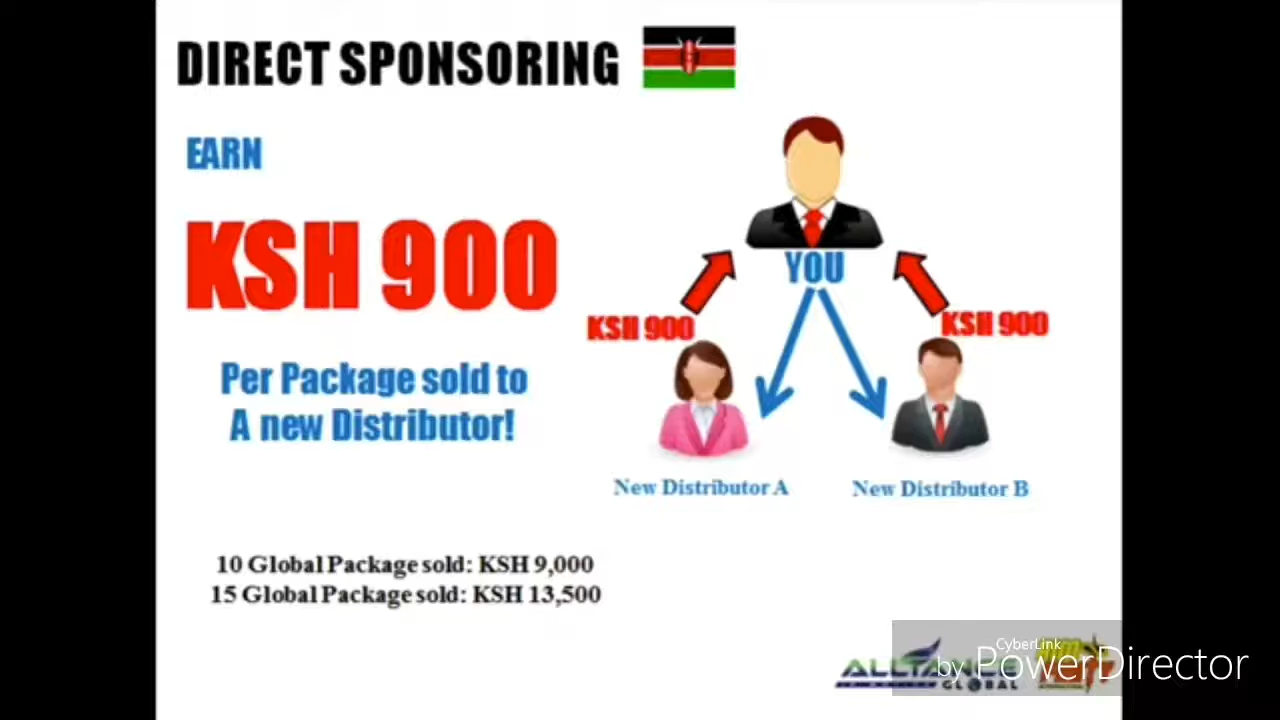 DIRECT SPONSORING
EARN
KSH 900
Per Package sold to
A new Distributor!
YOU
KSH 900
KSH 900
New Distributor A
New Distributor B
10 Global Package sold: KSH 9,000
15 Global Package sold: KSH 13,500
CyberLink
by PowerDirector
GLOBAL